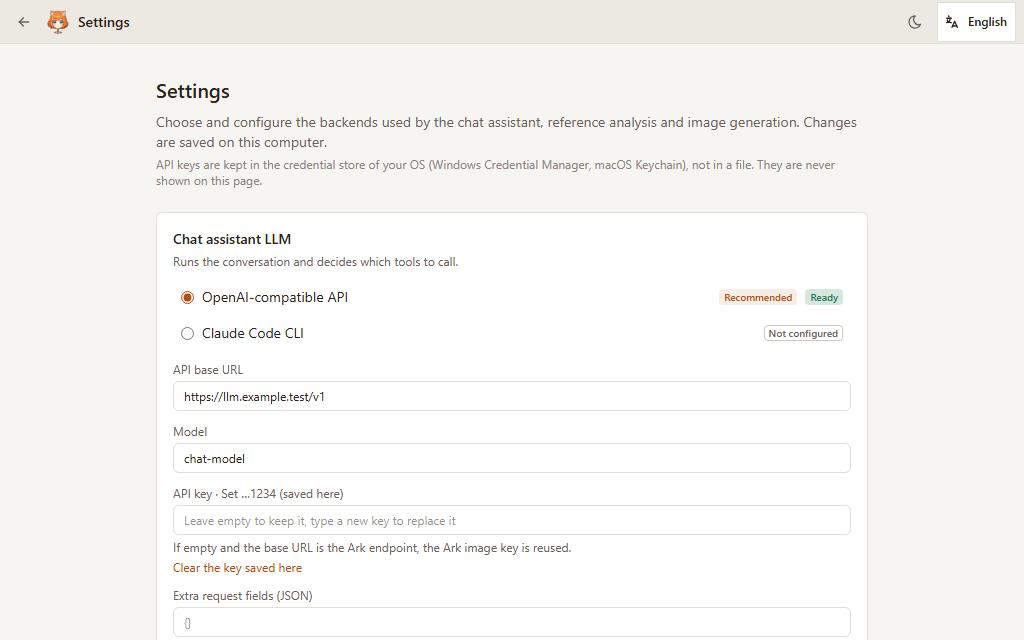 Settings
English
Settings
Choose and configure the backends used by the chat assistant, reference analysis and image generation. Changes
are saved on this computer.
API keys are kept in the credential store of your OS (Windows Credential Manager, macOS Keychain), not in a file. They are never
shown on this page.
Chat assistant LLM
Runs the conversation and decides which tools to call.
OpenAI-compatible API
Recommended
Ready
Claude Code CLI
Not configured
API base URL
https://llm.example.test/v1
Model
chat-model
API key · Set ...1234 (saved here)
Leave empty to keep it, type a new key to replace it
If empty and the base URL is the Ark endpoint, the Ark image key is reused.
Clear the key saved here
Extra request fields (JSON)
{}